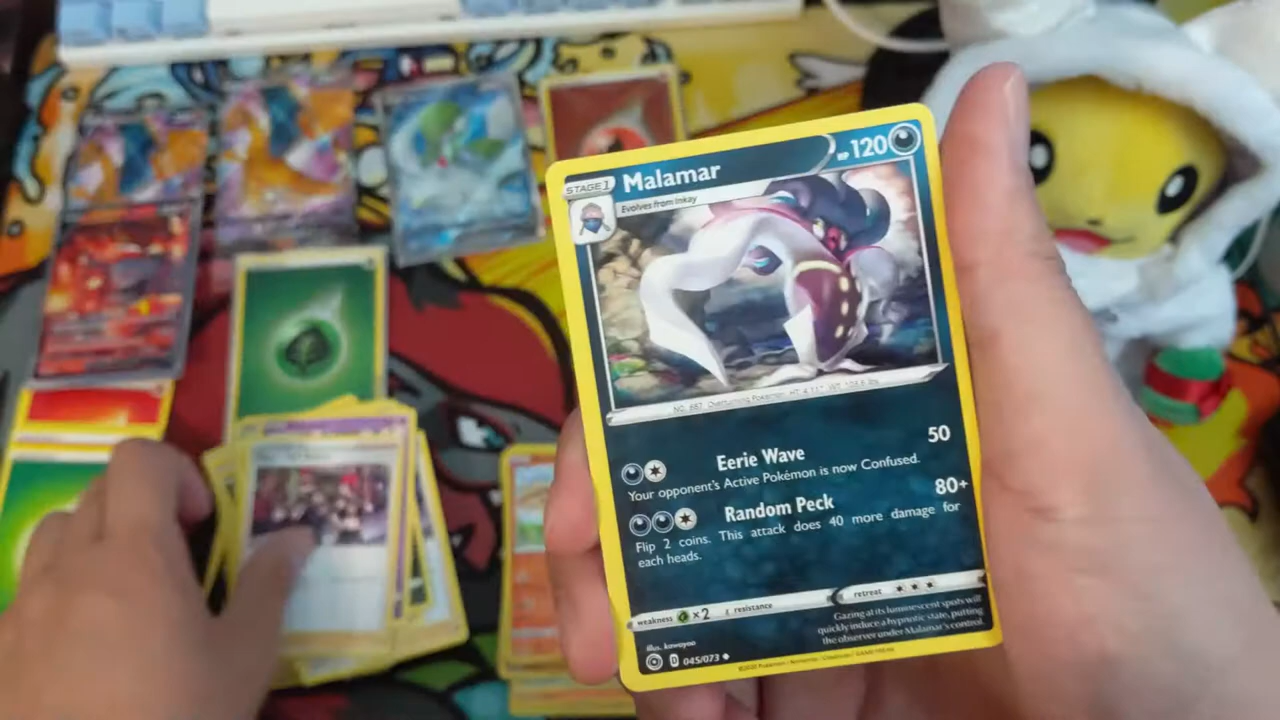 STAGE 1 Malamar HP 120
Evolves from Inkay
NO. 687 Overturning Pokémon HT: 4'11" WT: 103.6 lbs
Eerie Wave 50
Your opponent's Active Pokémon is now Confused.
Random Peck 80+
Flip 2 coins. This attack does 40 more damage for
each heads.
weakness ×2 resistance retreat
Gazing at its luminescent spots will
quickly induce a hypnotic state, putting
the observer under Malamar's control.
illus. kawayoo
D 045/073
©2020 Pokémon / Nintendo / Creatures / GAME FREAK